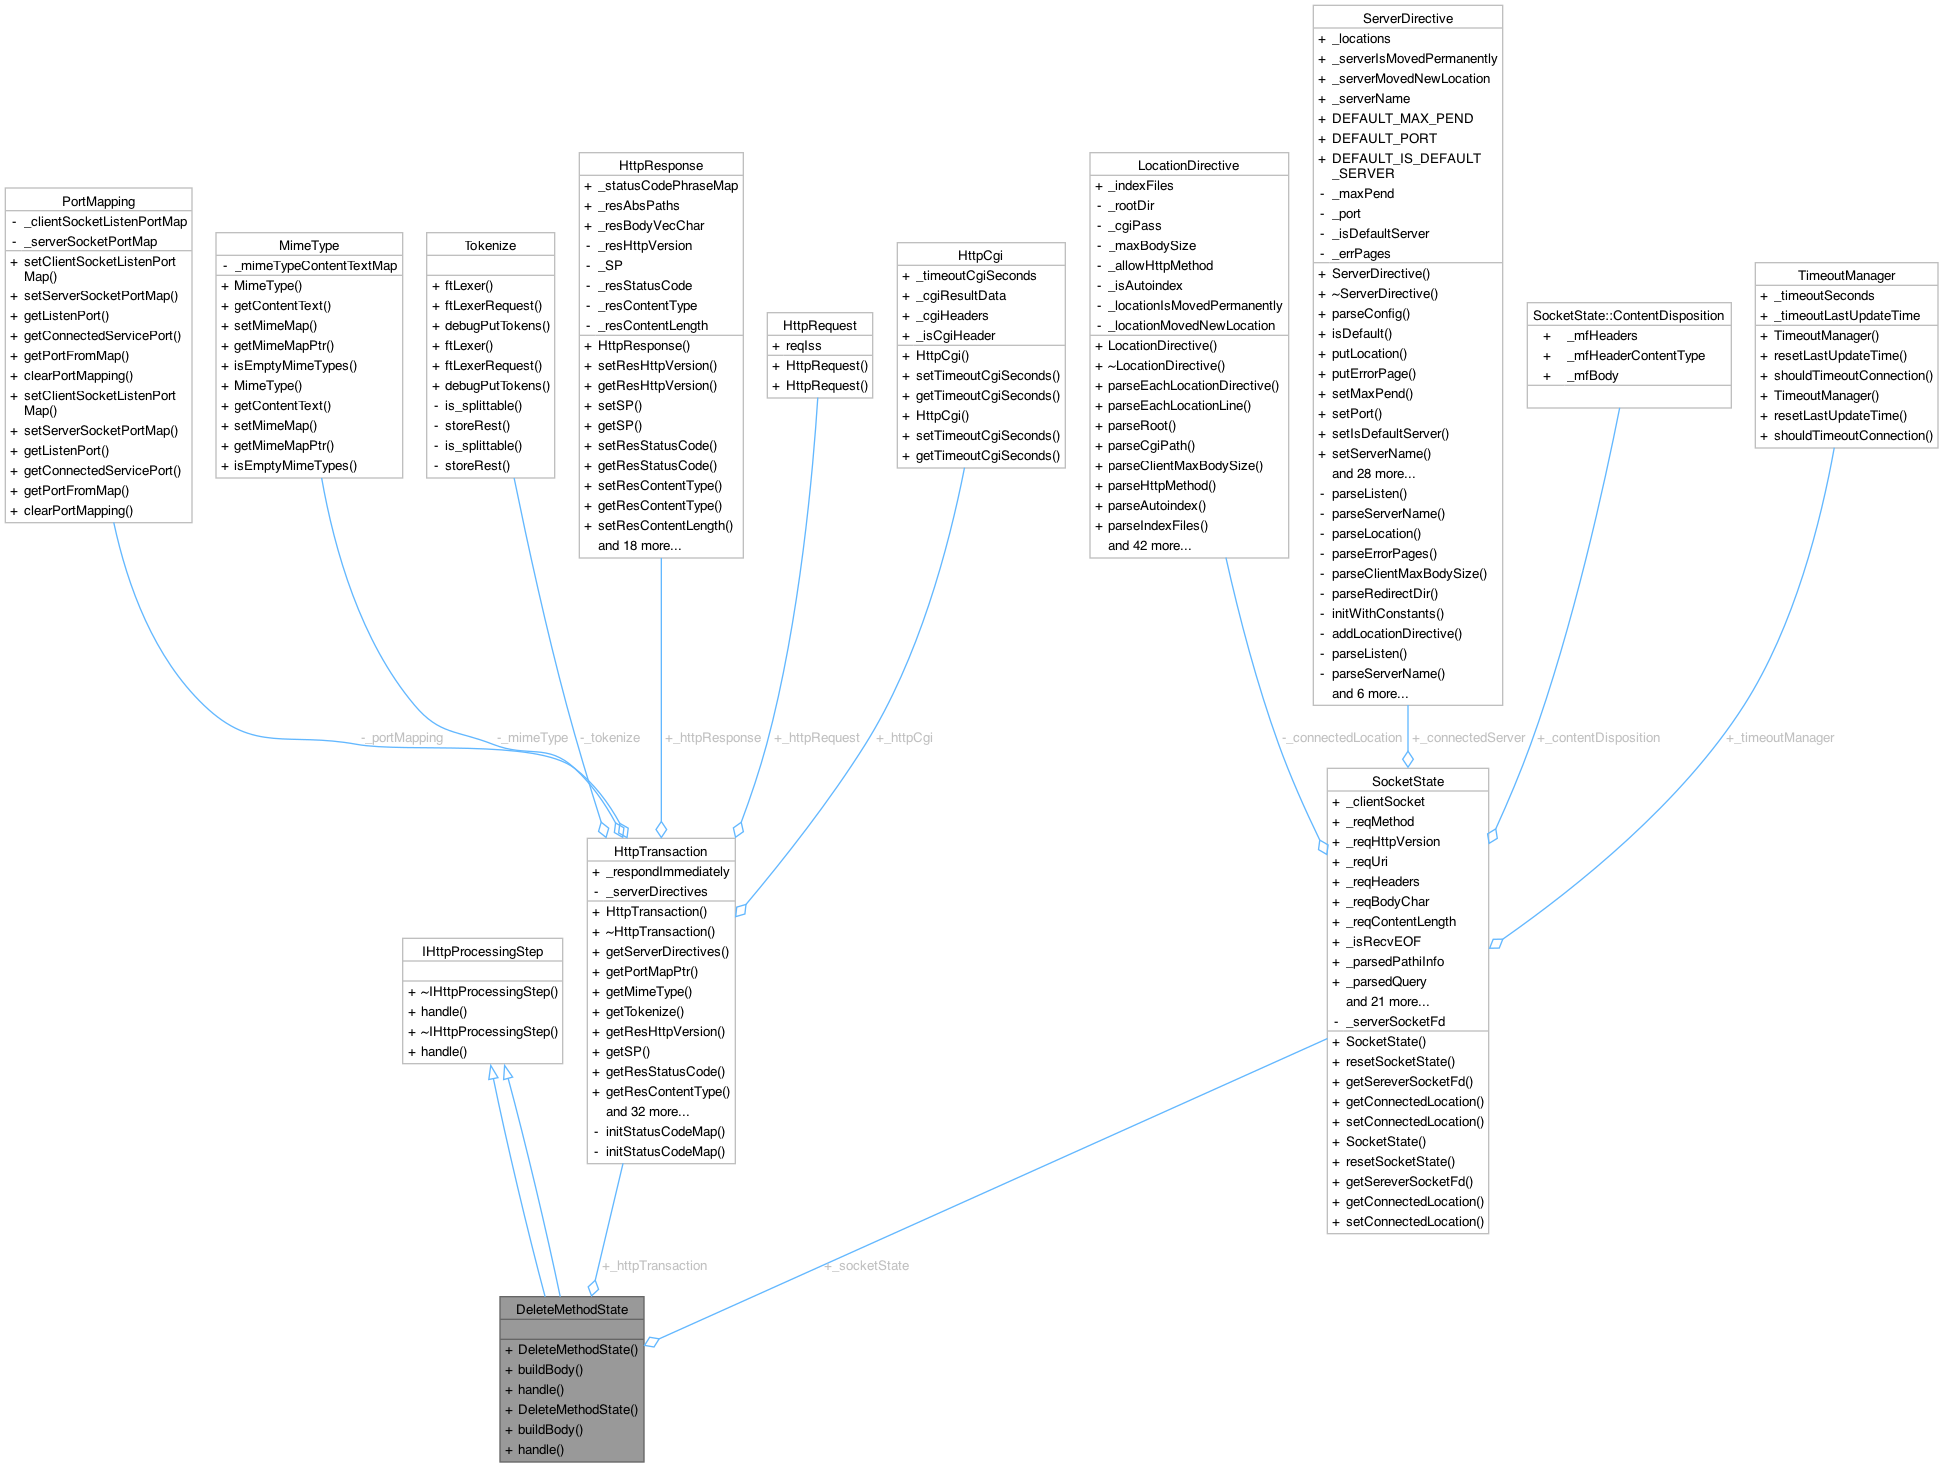 ServerDirective
+ _locations
+ _serverIsMovedPermanently
+ _serverMovedNewLocation
+ _serverName
+ DEFAULT_MAX_PEND
+ DEFAULT_PORT
+ DEFAULT_IS_DEFAULT
_SERVER
- _maxPend
- _port
- _isDefaultServer
- _errPages
+ ServerDirective()
+ ~ServerDirective()
+ parseConfig()
+ isDefault()
+ putLocation()
+ putErrorPage()
+ setMaxPend()
+ setPort()
+ setIsDefaultServer()
+ setServerName()
and 28 more...
- parseListen()
- parseServerName()
- parseLocation()
- parseErrorPages()
- parseClientMaxBodySize()
- parseRedirectDir()
- initWithConstants()
- addLocationDirective()
- parseListen()
- parseServerName()
and 6 more...
PortMapping
- _clientSocketListenPortMap
- _serverSocketPortMap
+ setClientSocketListenPort
Map()
+ setServerSocketPortMap()
+ getListenPort()
+ getConnectedServicePort()
+ getPortFromMap()
+ clearPortMapping()
+ setClientSocketListenPort
Map()
+ setServerSocketPortMap()
+ getListenPort()
+ getConnectedServicePort()
+ getPortFromMap()
+ clearPortMapping()
MimeType
- _mimeTypeContentTextMap
+ MimeType()
+ getContentText()
+ setMimeMap()
+ getMimeMapPtr()
+ isEmptyMimeTypes()
+ MimeType()
+ getContentText()
+ setMimeMap()
+ getMimeMapPtr()
+ isEmptyMimeTypes()
Tokenize
+ ftLexer()
+ ftLexerRequest()
+ debugPutTokens()
+ ftLexer()
+ ftLexerRequest()
+ debugPutTokens()
- is_splittable()
- storeRest()
- is_splittable()
- storeRest()
HttpResponse
+ _statusCodePhraseMap
+ _resAbsPaths
+ _resBodyVecChar
- _resHttpVersion
- _SP
- _resStatusCode
- _resContentType
- _resContentLength
+ HttpResponse()
+ setResHttpVersion()
+ getResHttpVersion()
+ setSP()
+ getSP()
+ setResStatusCode()
+ getResStatusCode()
+ setResContentType()
+ getResContentType()
+ setResContentLength()
and 18 more...
HttpRequest
+ reqIss
+ HttpRequest()
+ HttpRequest()
HttpCgi
+ _timeoutCgiSeconds
+ _cgiResultData
+ _cgiHeaders
+ _isCgiHeader
+ HttpCgi()
+ setTimeoutCgiSeconds()
+ getTimeoutCgiSeconds()
+ HttpCgi()
+ setTimeoutCgiSeconds()
+ getTimeoutCgiSeconds()
LocationDirective
+ _indexFiles
- _rootDir
- _cgiPass
- _maxBodySize
- _allowHttpMethod
- _isAutoindex
- _locationIsMovedPermanently
- _locationMovedNewLocation
+ LocationDirective()
+ ~LocationDirective()
+ parseEachLocationDirective()
+ parseEachLocationLine()
+ parseRoot()
+ parseCgiPath()
+ parseClientMaxBodySize()
+ parseHttpMethod()
+ parseAutoindex()
+ parseIndexFiles()
and 42 more...
SocketState::ContentDisposition
+ _mfHeaders
+ _mfHeaderContentType
+ _mfBody
TimeoutManager
+ _timeoutSeconds
+ _timeoutLastUpdateTime
+ TimeoutManager()
+ resetLastUpdateTime()
+ shouldTimeoutConnection()
+ TimeoutManager()
+ resetLastUpdateTime()
+ shouldTimeoutConnection()
-_portMapping
-_mimeType
-_tokenize
+_httpResponse
+_httpRequest
+_httpCgi
-_connectedLocation
+_connectedServer
+_contentDisposition
+_timeoutManager
HttpTransaction
+ _respondImmediately
- _serverDirectives
+ HttpTransaction()
+ ~HttpTransaction()
+ getServerDirectives()
+ getPortMapPtr()
+ getMimeType()
+ getTokenize()
+ getResHttpVersion()
+ getSP()
+ getResStatusCode()
+ getResContentType()
and 32 more...
- initStatusCodeMap()
- initStatusCodeMap()
SocketState
+ _clientSocket
+ _reqMethod
+ _reqHttpVersion
+ _reqUri
+ _reqHeaders
+ _reqBodyChar
+ _reqContentLength
+ _isRecvEOF
+ _parsedPathiInfo
+ _parsedQuery
and 21 more...
- _serverSocketFd
+ SocketState()
+ resetSocketState()
+ getSereverSocketFd()
+ getConnectedLocation()
+ setConnectedLocation()
+ SocketState()
+ resetSocketState()
+ getSereverSocketFd()
+ getConnectedLocation()
+ setConnectedLocation()
IHttpProcessingStep
+ ~IHttpProcessingStep()
+ handle()
+ ~IHttpProcessingStep()
+ handle()
+_httpTransaction
+_socketState
DeleteMethodState
+ DeleteMethodState()
+ buildBody()
+ handle()
+ DeleteMethodState()
+ buildBody()
+ handle()